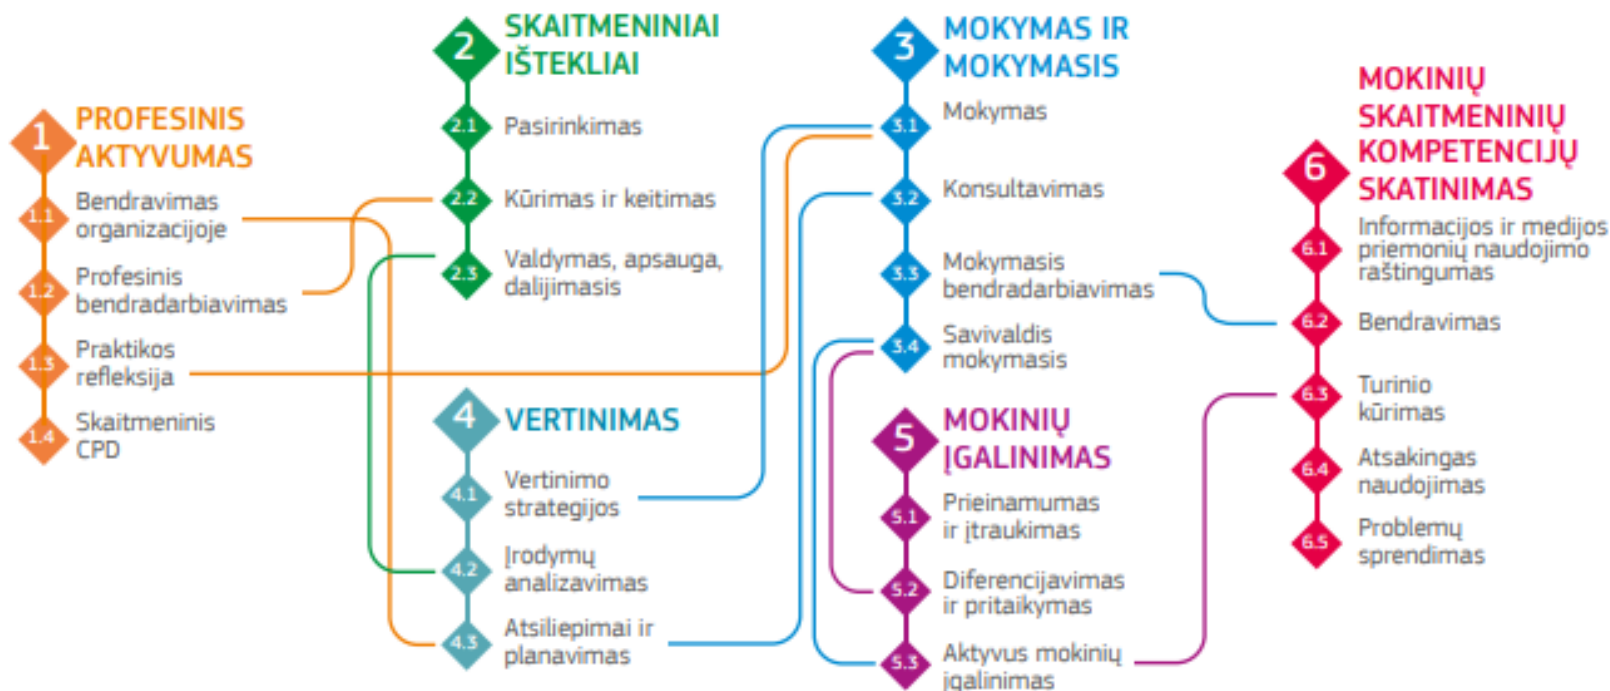 1
PROFESINIS
AKTYVUMAS
1.1
Bendravimas
organizacijoje
1.2
Profesinis
bendradarbiavimas
1.3
Praktikos
refleksija
1.4
Skaitmeninis
CPD
2
SKAITMENINIAI
IŠTEKLIAI
2.1
Pasirinkimas
2.2
Kūrimas ir keitimas
2.3
Valdymas, apsauga,
dalijimasis
3
MOKYMAS IR
MOKYMASIS
3.1
Mokymas
3.2
Konsultavimas
3.3
Mokymasis
bendradarbiavimas
3.4
Savivaldis
mokymasis
4
VERTINIMAS
4.1
Vertinimo
strategijos
4.2
Įrodymų
analizavimas
4.3
Atsiliepimai ir
planavimas
5
MOKINIŲ
ĮGALINIMAS
5.1
Prieinamumas
ir įtraukimas
5.2
Diferencijavimas
ir pritaikymas
5.3
Aktyvus mokinių
įgalinimas
6
MOKINIŲ
SKAITMENINIŲ
KOMPETENCIJŲ
SKATINIMAS
6.1
Informacijos ir medijos
priemonių naudojimo
raštingumas
6.2
Bendravimas
6.3
Turinio
kūrimas
6.4
Atsakingas
naudojimas
6.5
Problemų
sprendimas